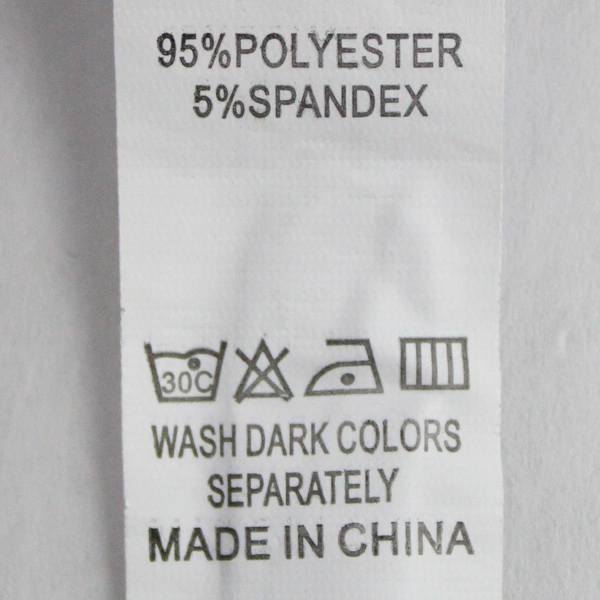 95%POLYESTER
5%SPANDEX
30C
WASH DARK COLORS
SEPARATELY
MADE IN CHINA